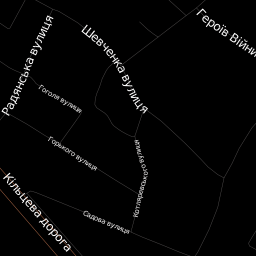 Героїв Війни
Шевченка вулиця
Радянська вулиця
Гоголя вулиця
Горького вулиця
Котляревського вулиця
Кільцева дорога
Садова вулиця